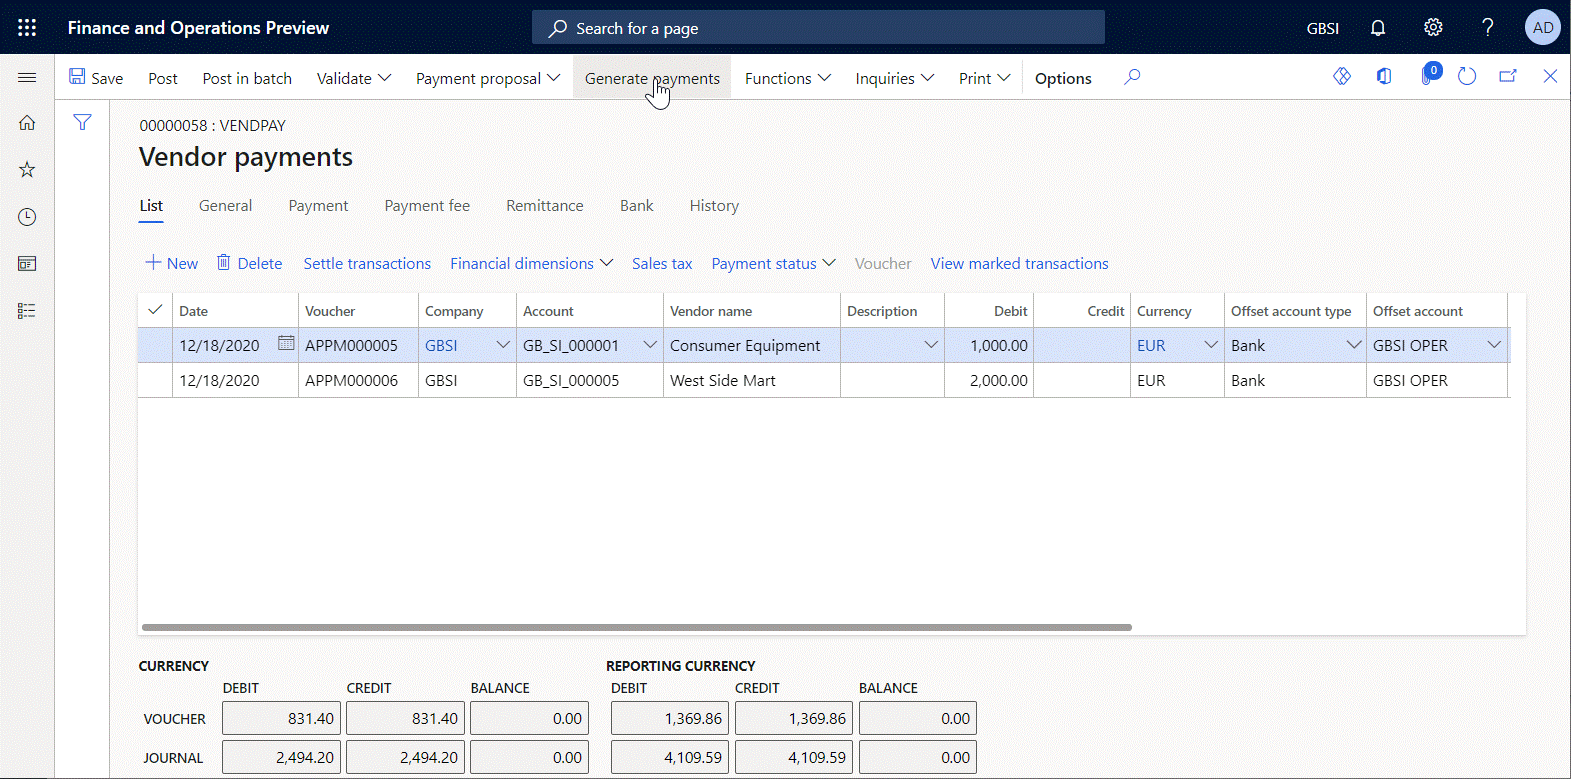 Finance and Operations Preview Search for a page GBSI ? AD
Save Post Post in batch Validate Payment proposal Generate payments Functions Inquiries Print Options 0
00000058 : VENDPAY
Vendor payments
List General Payment Payment fee Remittance Bank History
New Delete Settle transactions Financial dimensions Sales tax Payment status Voucher View marked transactions
Date Voucher Company Account Vendor name Description Debit Credit Currency Offset account type Offset account
12/18/2020 APPM000005 GBSI GB_SI_000001 Consumer Equipment 1,000.00 EUR Bank GBSI OPER
12/18/2020 APPM000006 GBSI GB_SI_000005 West Side Mart 2,000.00 EUR Bank GBSI OPER
CURRENCY REPORTING CURRENCY
DEBIT CREDIT BALANCE DEBIT CREDIT BALANCE
VOUCHER 831.40 831.40 0.00 1,369.86 1,369.86 0.00
JOURNAL 2,494.20 2,494.20 0.00 4,109.59 4,109.59 0.00